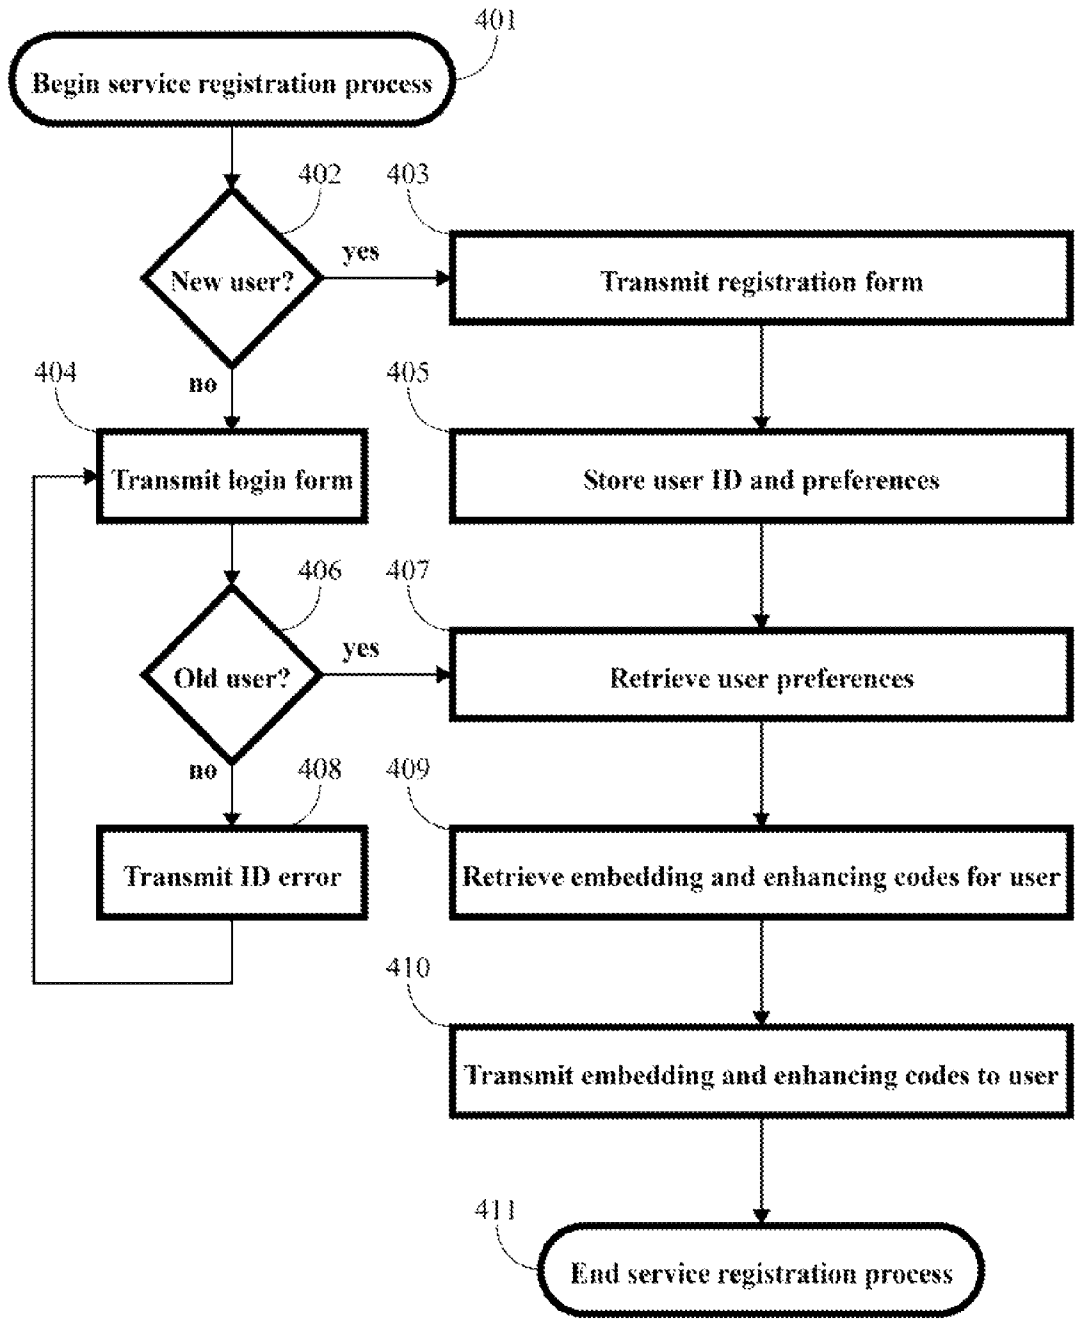 401
Begin service registration process
402
403
New user?
yes
Transmit registration form
no
404
405
Transmit login form
Store user ID and preferences
406
407
Old user?
yes
Retrieve user preferences
no
408
409
Transmit ID error
Retrieve embedding and enhancing codes for user
410
Transmit embedding and enhancing codes to user
411
End service registration process